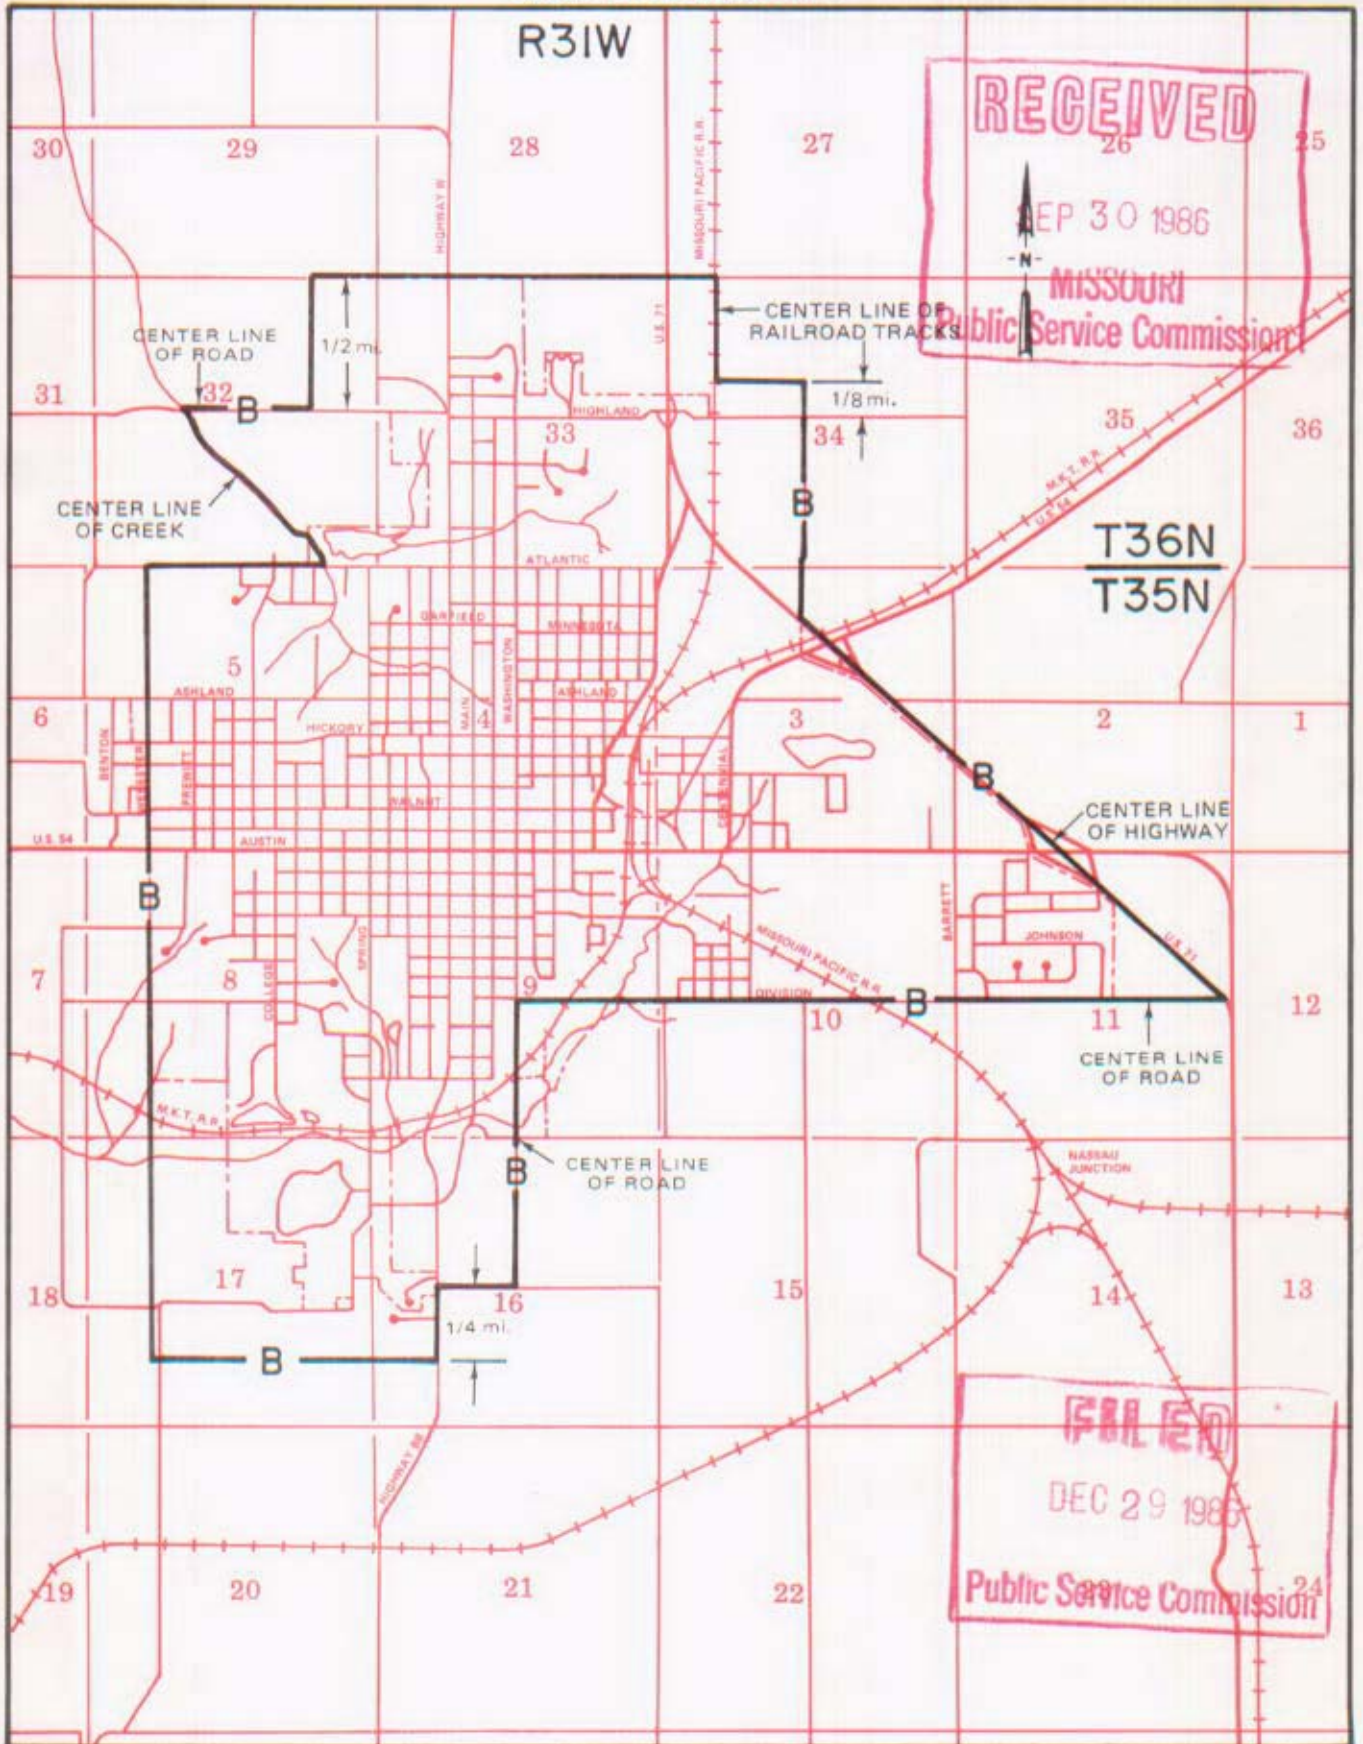 R31W
RECEIVED
30
29
28
27
26
25
SEP 30 1986
-N-
MISSOURI
Public Service Commission
HIGHWAY W
MISSOURI PACIFIC R.R.
U.S. 71
CENTER LINE
OF ROAD
1/2 mi.
CENTER LINE OF
RAILROAD TRACKS
1/8 mi.
31
32
B
HIGHLAND
33
34
35
36
CENTER LINE
OF CREEK
B
M.K.T. R.R.
U.S. 54
T36N
T35N
ATLANTIC
GARFIELD
MINNESOTA
WASHINGTON
5
ASHLAND
ASHLAND
6
HICKORY
MAIN
4
3
2
1
BENTON
WEBSTER
PREWITT
CENTENNIAL
B
WALNUT
CENTER LINE
OF HIGHWAY
U.S. 54
AUSTIN
B
BARRETT
JOHNSON
U.S. 71
SPRING
MISSOURI PACIFIC R.R.
7
8
COLLEGE
9
DIVISION
B
10
11
12
CENTER LINE
OF ROAD
M.K.T. R.R.
B
CENTER LINE
OF ROAD
NASSAU
JUNCTION
18
17
16
15
14
13
1/4 mi.
B
FILED
HIGHWAY BB
DEC 29 1986
19
20
21
22
23
24
Public Service Commission